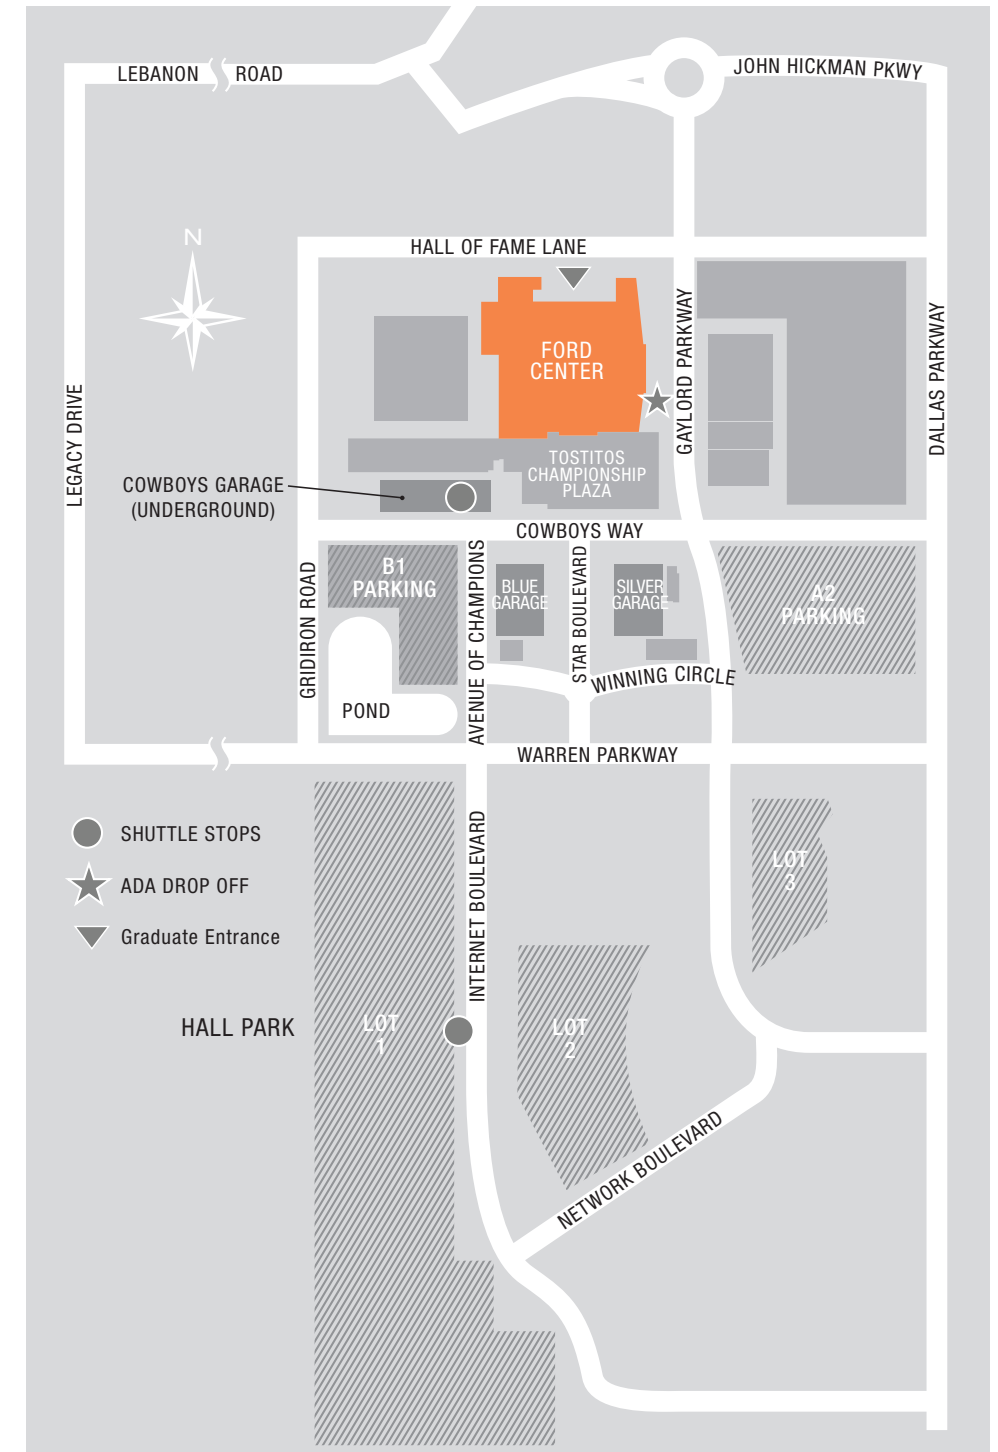 LEBANON ROAD
JOHN HICKMAN PKWY
N
HALL OF FAME LANE
FORD
CENTER
GAYLORD PARKWAY
DALLAS PARKWAY
LEGACY DRIVE
TOSTITOS
CHAMPIONSHIP
PLAZA
COWBOYS GARAGE
(UNDERGROUND)
COWBOYS WAY
GRIDIRON ROAD
B1
PARKING
AVENUE OF CHAMPIONS
BLUE
GARAGE
STAR BOULEVARD
SILVER
GARAGE
A2
PARKING
WINNING CIRCLE
POND
WARREN PARKWAY
SHUTTLE STOPS
ADA DROP OFF
Graduate Entrance
INTERNET BOULEVARD
LOT
3
HALL PARK
LOT
1
LOT
2
NETWORK BOULEVARD